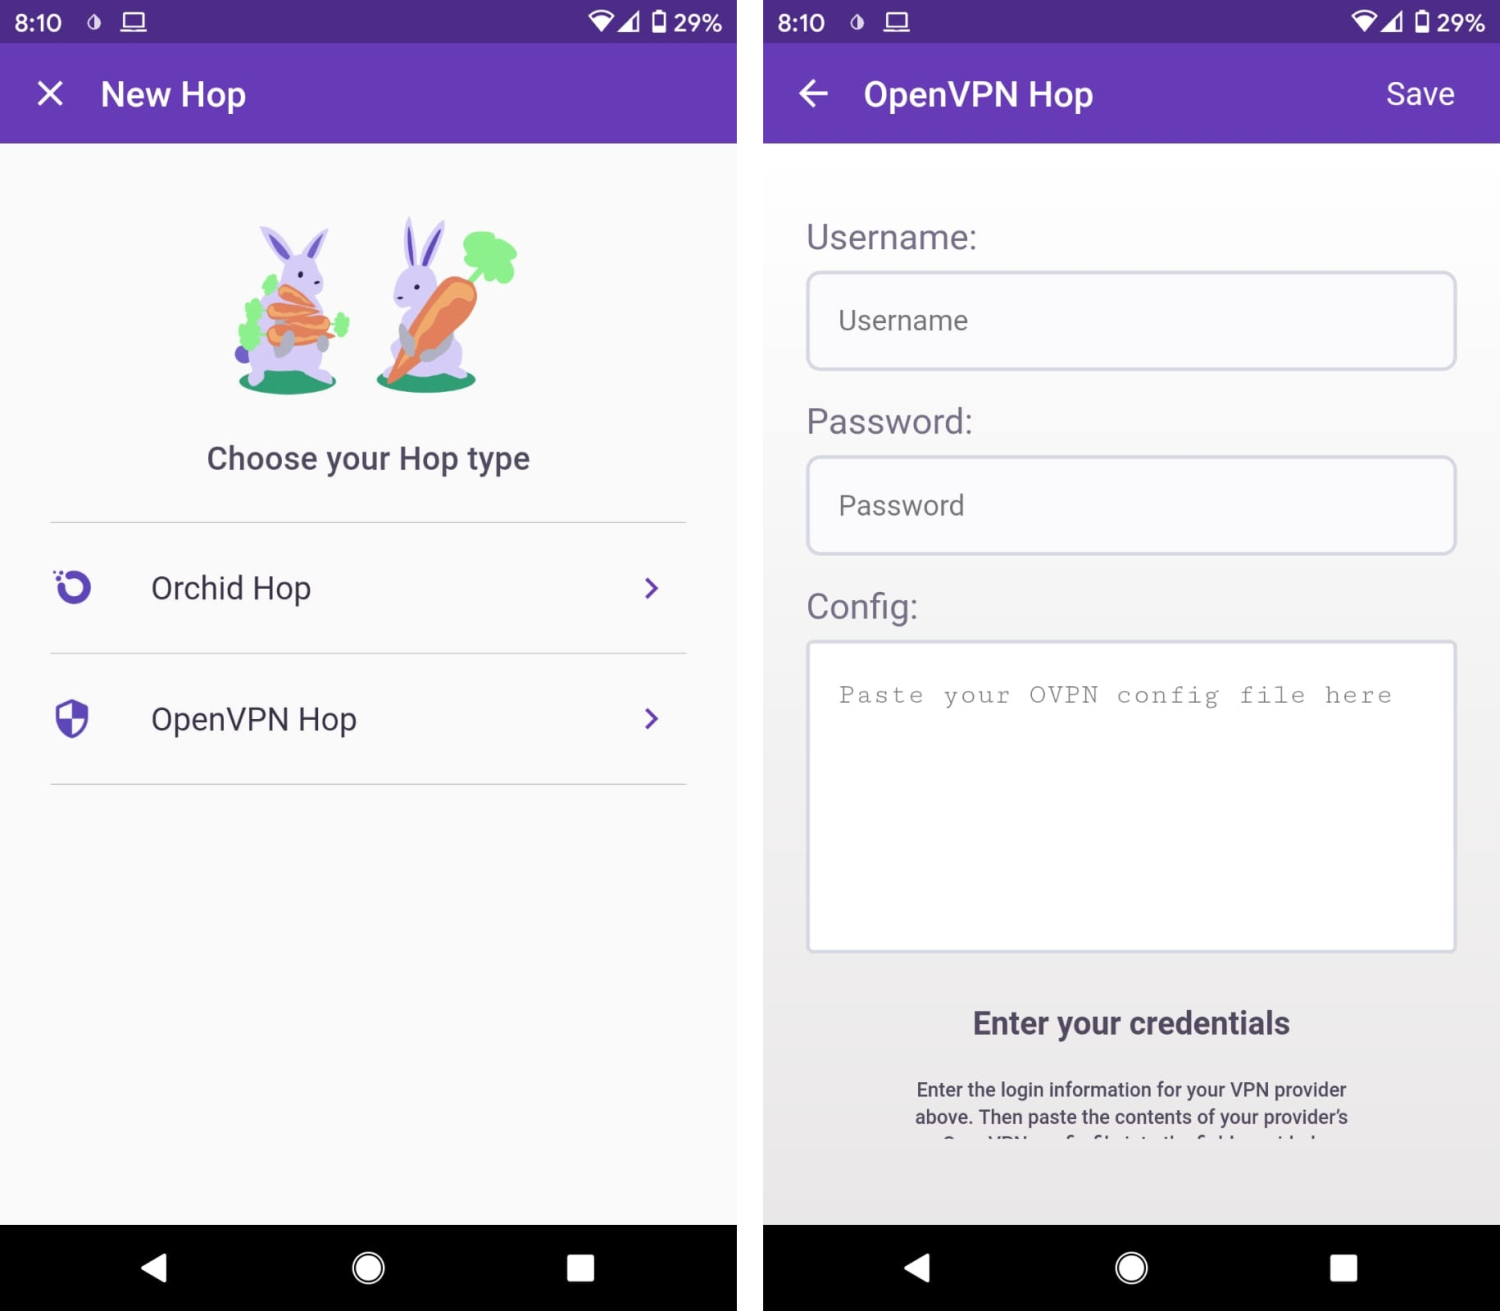 8:10
29%
New Hop
Choose your Hop type
Orchid Hop
OpenVPN Hop
8:10
29%
OpenVPN Hop
Save
Username:
Username
Password:
Password
Config:
Paste your OVPN config file here
Enter your credentials
Enter the login information for your VPN provider
above. Then paste the contents of your provider’s